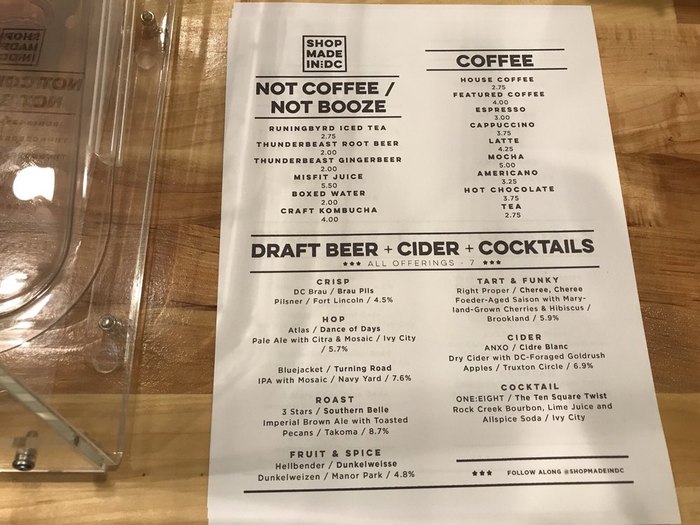 SHOP
MADE
IN:DC
NOT COFFEE /
NOT BOOZE
RUNINGBYRD ICED TEA
2.75
THUNDERBEAST ROOT BEER
2.00
THUNDERBEAST GINGERBEER
2.00
MISFIT JUICE
5.50
BOXED WATER
2.00
CRAFT KOMBUCHA
4.00
COFFEE
HOUSE COFFEE
2.75
FEATURED COFFEE
4.00
ESPRESSO
3.00
CAPPUCCINO
3.75
LATTE
4.25
MOCHA
5.00
AMERICANO
3.25
HOT CHOCOLATE
3.75
TEA
2.75
DRAFT BEER + CIDER + COCKTAILS
★★★ ALL OFFERINGS - 7 ★★★
CRISP
DC Brau / Brau Pils
Pilsner / Fort Lincoln / 4.5%
HOP
Atlas / Dance of Days
Pale Ale with Citra & Mosaic / Ivy City
/ 5.7%
Bluejacket / Turning Road
IPA with Mosaic / Navy Yard / 7.6%
ROAST
3 Stars / Southern Belle
Imperial Brown Ale with Toasted
Pecans / Takoma / 8.7%
FRUIT & SPICE
Hellbender / Dunkelweisse
Dunkelweizen / Manor Park / 4.8%
TART & FUNKY
Right Proper / Cheree, Cheree
Foeder-Aged Saison with Mary-
land-Grown Cherries & Hibiscus /
Brookland / 5.9%
CIDER
ANXO / Cidre Blanc
Dry Cider with DC-Foraged Goldrush
Apples / Truxton Circle / 6.9%
COCKTAIL
ONE:EIGHT / The Ten Square Twist
Rock Creek Bourbon, Lime Juice and
Allspice Soda / Ivy City
★★★ FOLLOW ALONG @SHOPMADEINDC